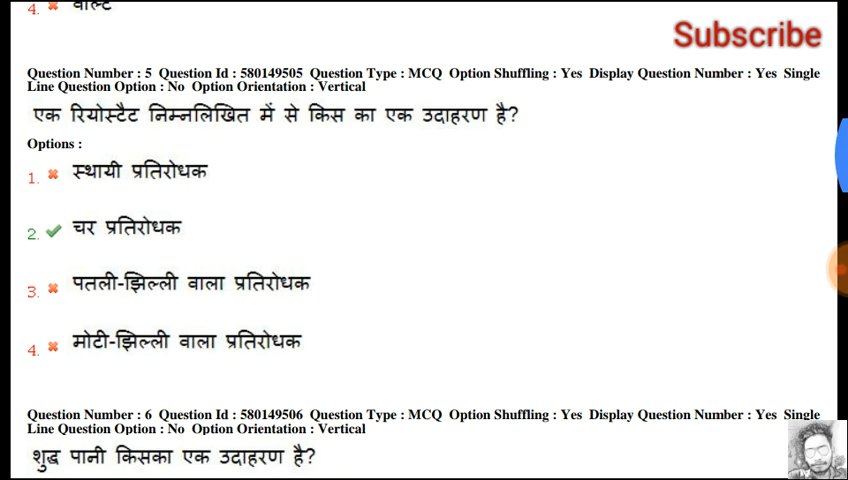 4. वोल्ट
Subscribe
Question Number : 5 Question Id : 580149505 Question Type : MCQ Option Shuffling : Yes Display Question Number : Yes Single
Line Question Option : No Option Orientation : Vertical
एक रियोस्टैट निम्नलिखित में से किस का एक उदाहरण है?
Options :
1. स्थायी प्रतिरोधक
2. चर प्रतिरोधक
3. पतली-झिल्ली वाला प्रतिरोधक
4. मोटी-झिल्ली वाला प्रतिरोधक
Question Number : 6 Question Id : 580149506 Question Type : MCQ Option Shuffling : Yes Display Question Number : Yes Single
Line Question Option : No Option Orientation : Vertical
शुद्ध पानी किसका एक उदाहरण है?